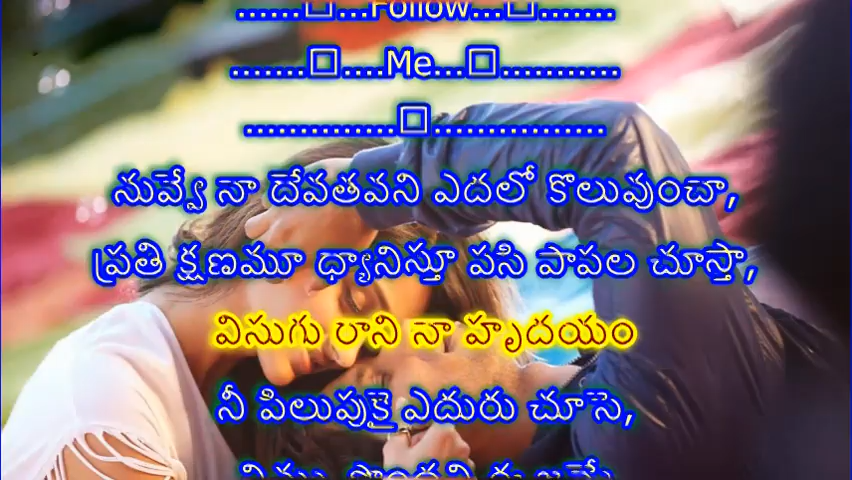 ......□...Follow...□.......
.......□....Me...□...........
..............□................
నువ్వే నా దేవతవని ఎదలో కొలువుంచా,
ప్రతి క్షణమూ ధ్యానిస్తూ పసి పాపల చూస్తా,
విసుగు రాని నా హృదయం
నీ పిలుపుకై ఎదురు చూసె,